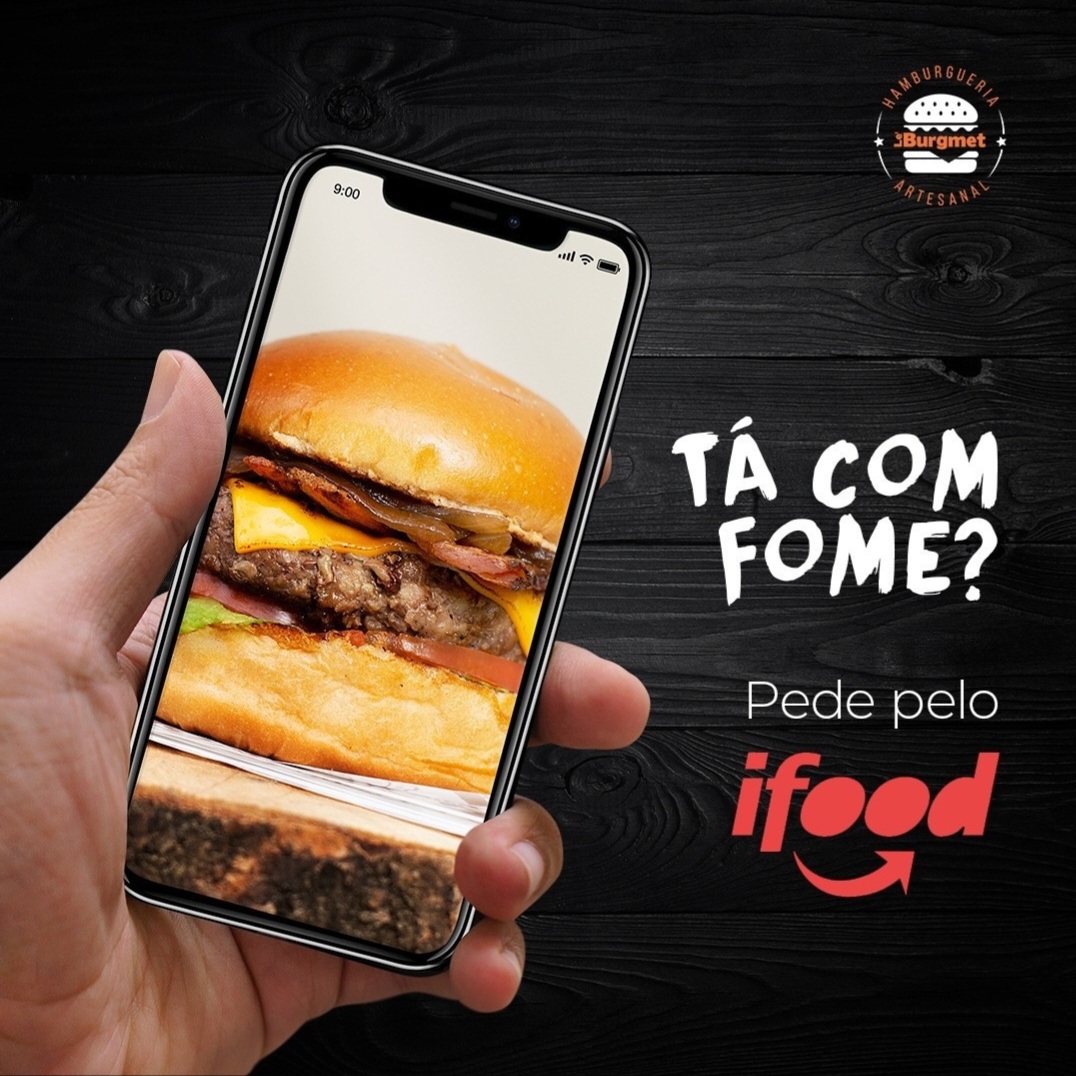 HAMBURGUERIA
Burgmet
ARTESANAL
9:00
TÁ COM
FOME?
Pede pelo
ifood